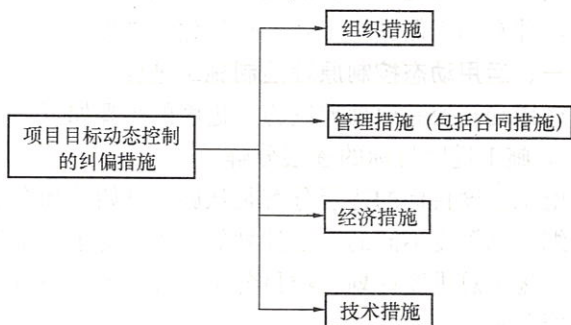 组织措施
管理措施（包括合同措施）
项目目标动态控制
的纠偏措施
经济措施
技术措施